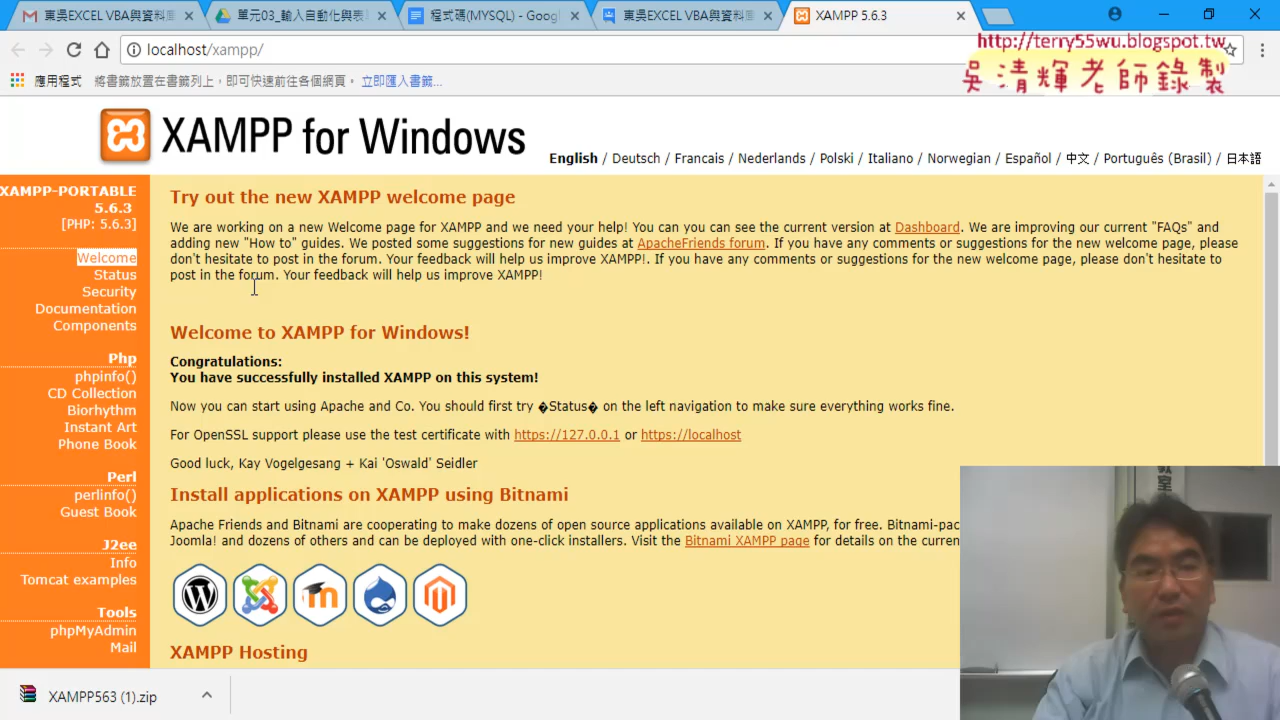 東吳EXCEL VBA與資料庫
單元03_輸入自動化與表單
程式碼(MYSQL) - Googl
東吳EXCEL VBA與資料庫
XAMPP 5.6.3
localhost/xampp/
http://terry55wu.blogspot.tw
吳清輝老師錄製
應用程式
將書籤放置在書籤列上，即可快速前往各個網頁。
立即匯入書籤...
XAMPP for Windows
English / Deutsch / Francais / Nederlands / Polski / Italiano / Norwegian / Español / 中文 / Português (Brasil) / 日本語
XAMPP-PORTABLE
5.6.3
[PHP: 5.6.3]
Welcome
Status
Security
Documentation
Components
Php
phpinfo()
CD Collection
Biorhythm
Instant Art
Phone Book
Perl
perlinfo()
Guest Book
J2ee
Info
Tomcat examples
Tools
phpMyAdmin
Mail
Try out the new XAMPP welcome page
We are working on a new Welcome page for XAMPP and we need your help! You can you can see the current version at Dashboard. We are improving our current "FAQs" and
adding new "How to" guides. We posted some suggestions for new guides at ApacheFriends forum. If you have any comments or suggestions for the new welcome page, please
don't hesitate to post in the forum. Your feedback will help us improve XAMPP!. If you have any comments or suggestions for the new welcome page, please don't hesitate to
post in the forum. Your feedback will help us improve XAMPP!
Welcome to XAMPP for Windows!
Congratulations:
You have successfully installed XAMPP on this system!
Now you can start using Apache and Co. You should first try �Status� on the left navigation to make sure everything works fine.
For OpenSSL support please use the test certificate with https://127.0.0.1 or https://localhost
Good luck, Kay Vogelgesang + Kai 'Oswald' Seidler
Install applications on XAMPP using Bitnami
Apache Friends and Bitnami are cooperating to make dozens of open source applications available on XAMPP, for free. Bitnami-pac
Joomla! and dozens of others and can be deployed with one-click installers. Visit the Bitnami XAMPP page for details on the current
XAMPP Hosting
XAMPP563 (1).zip
教室